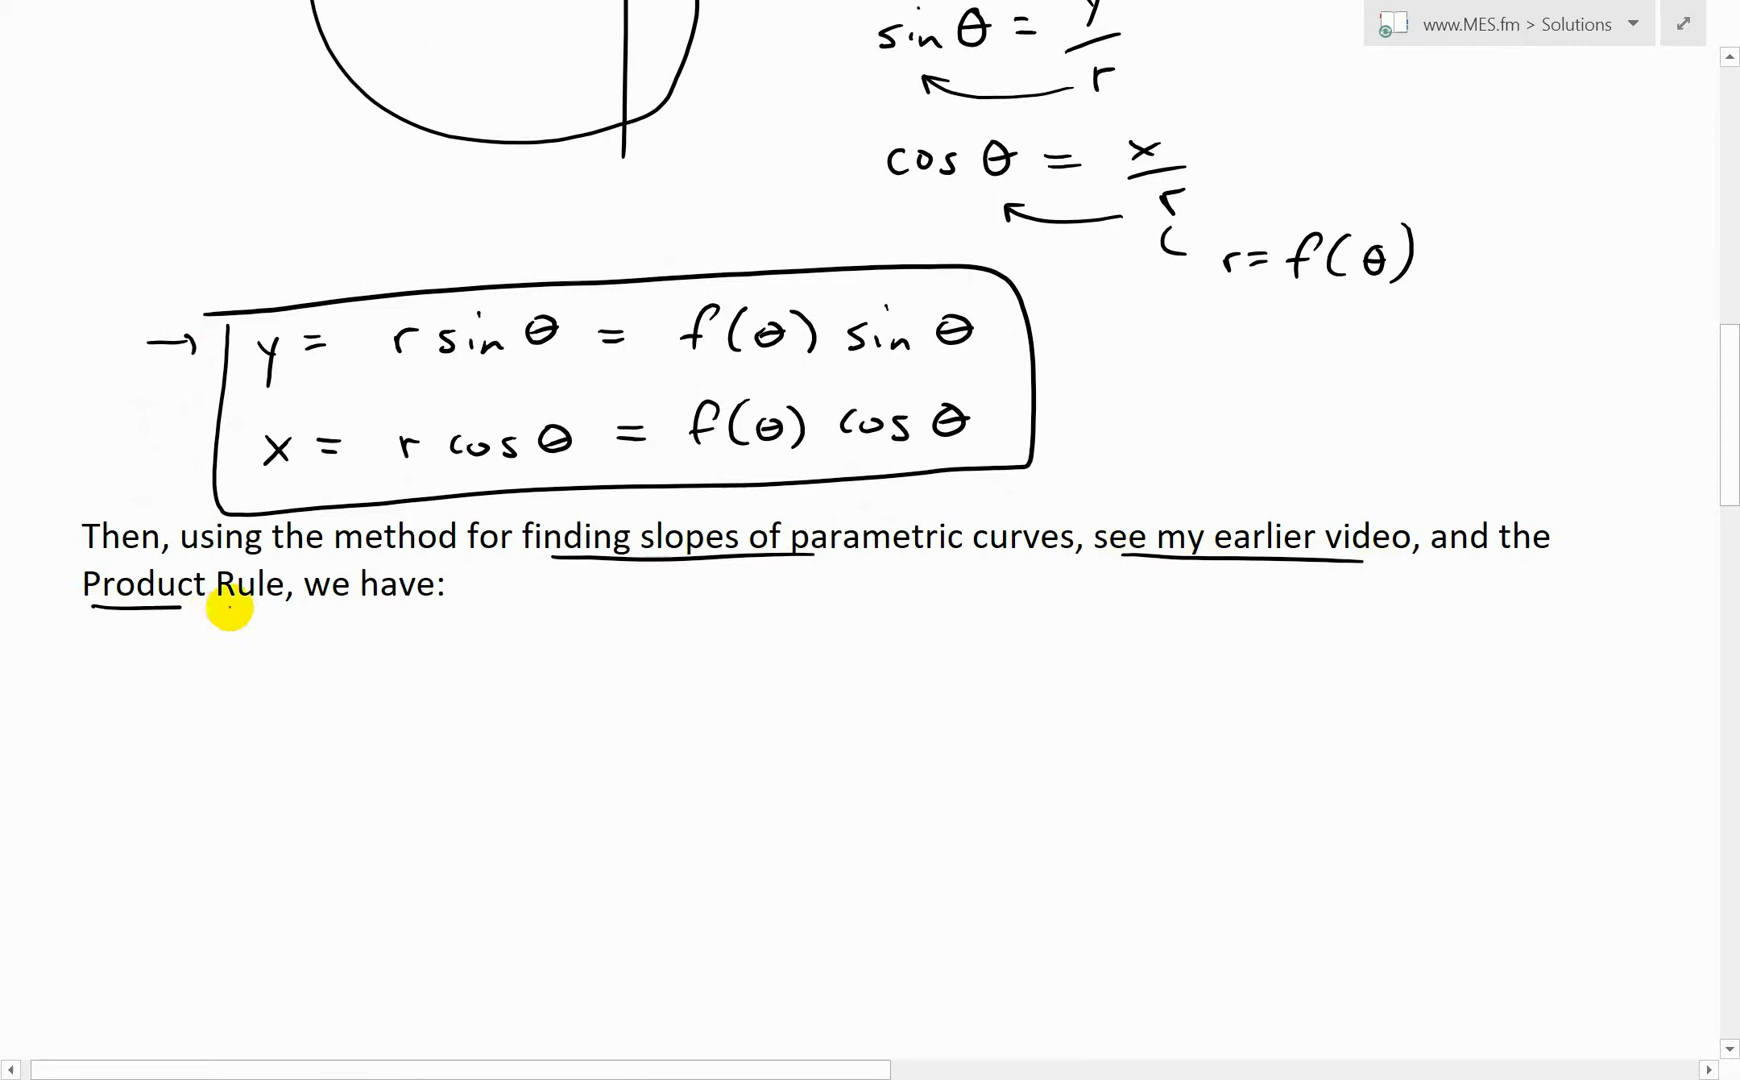 www.MES.fm > Solutions
sin θ = y/r
cos θ = x/r
r = f(θ)
→ y = r sin θ = f(θ) sin θ
x = r cos θ = f(θ) cos θ
Then, using the method for finding slopes of parametric curves, see my earlier video, and the
Product Rule, we have: